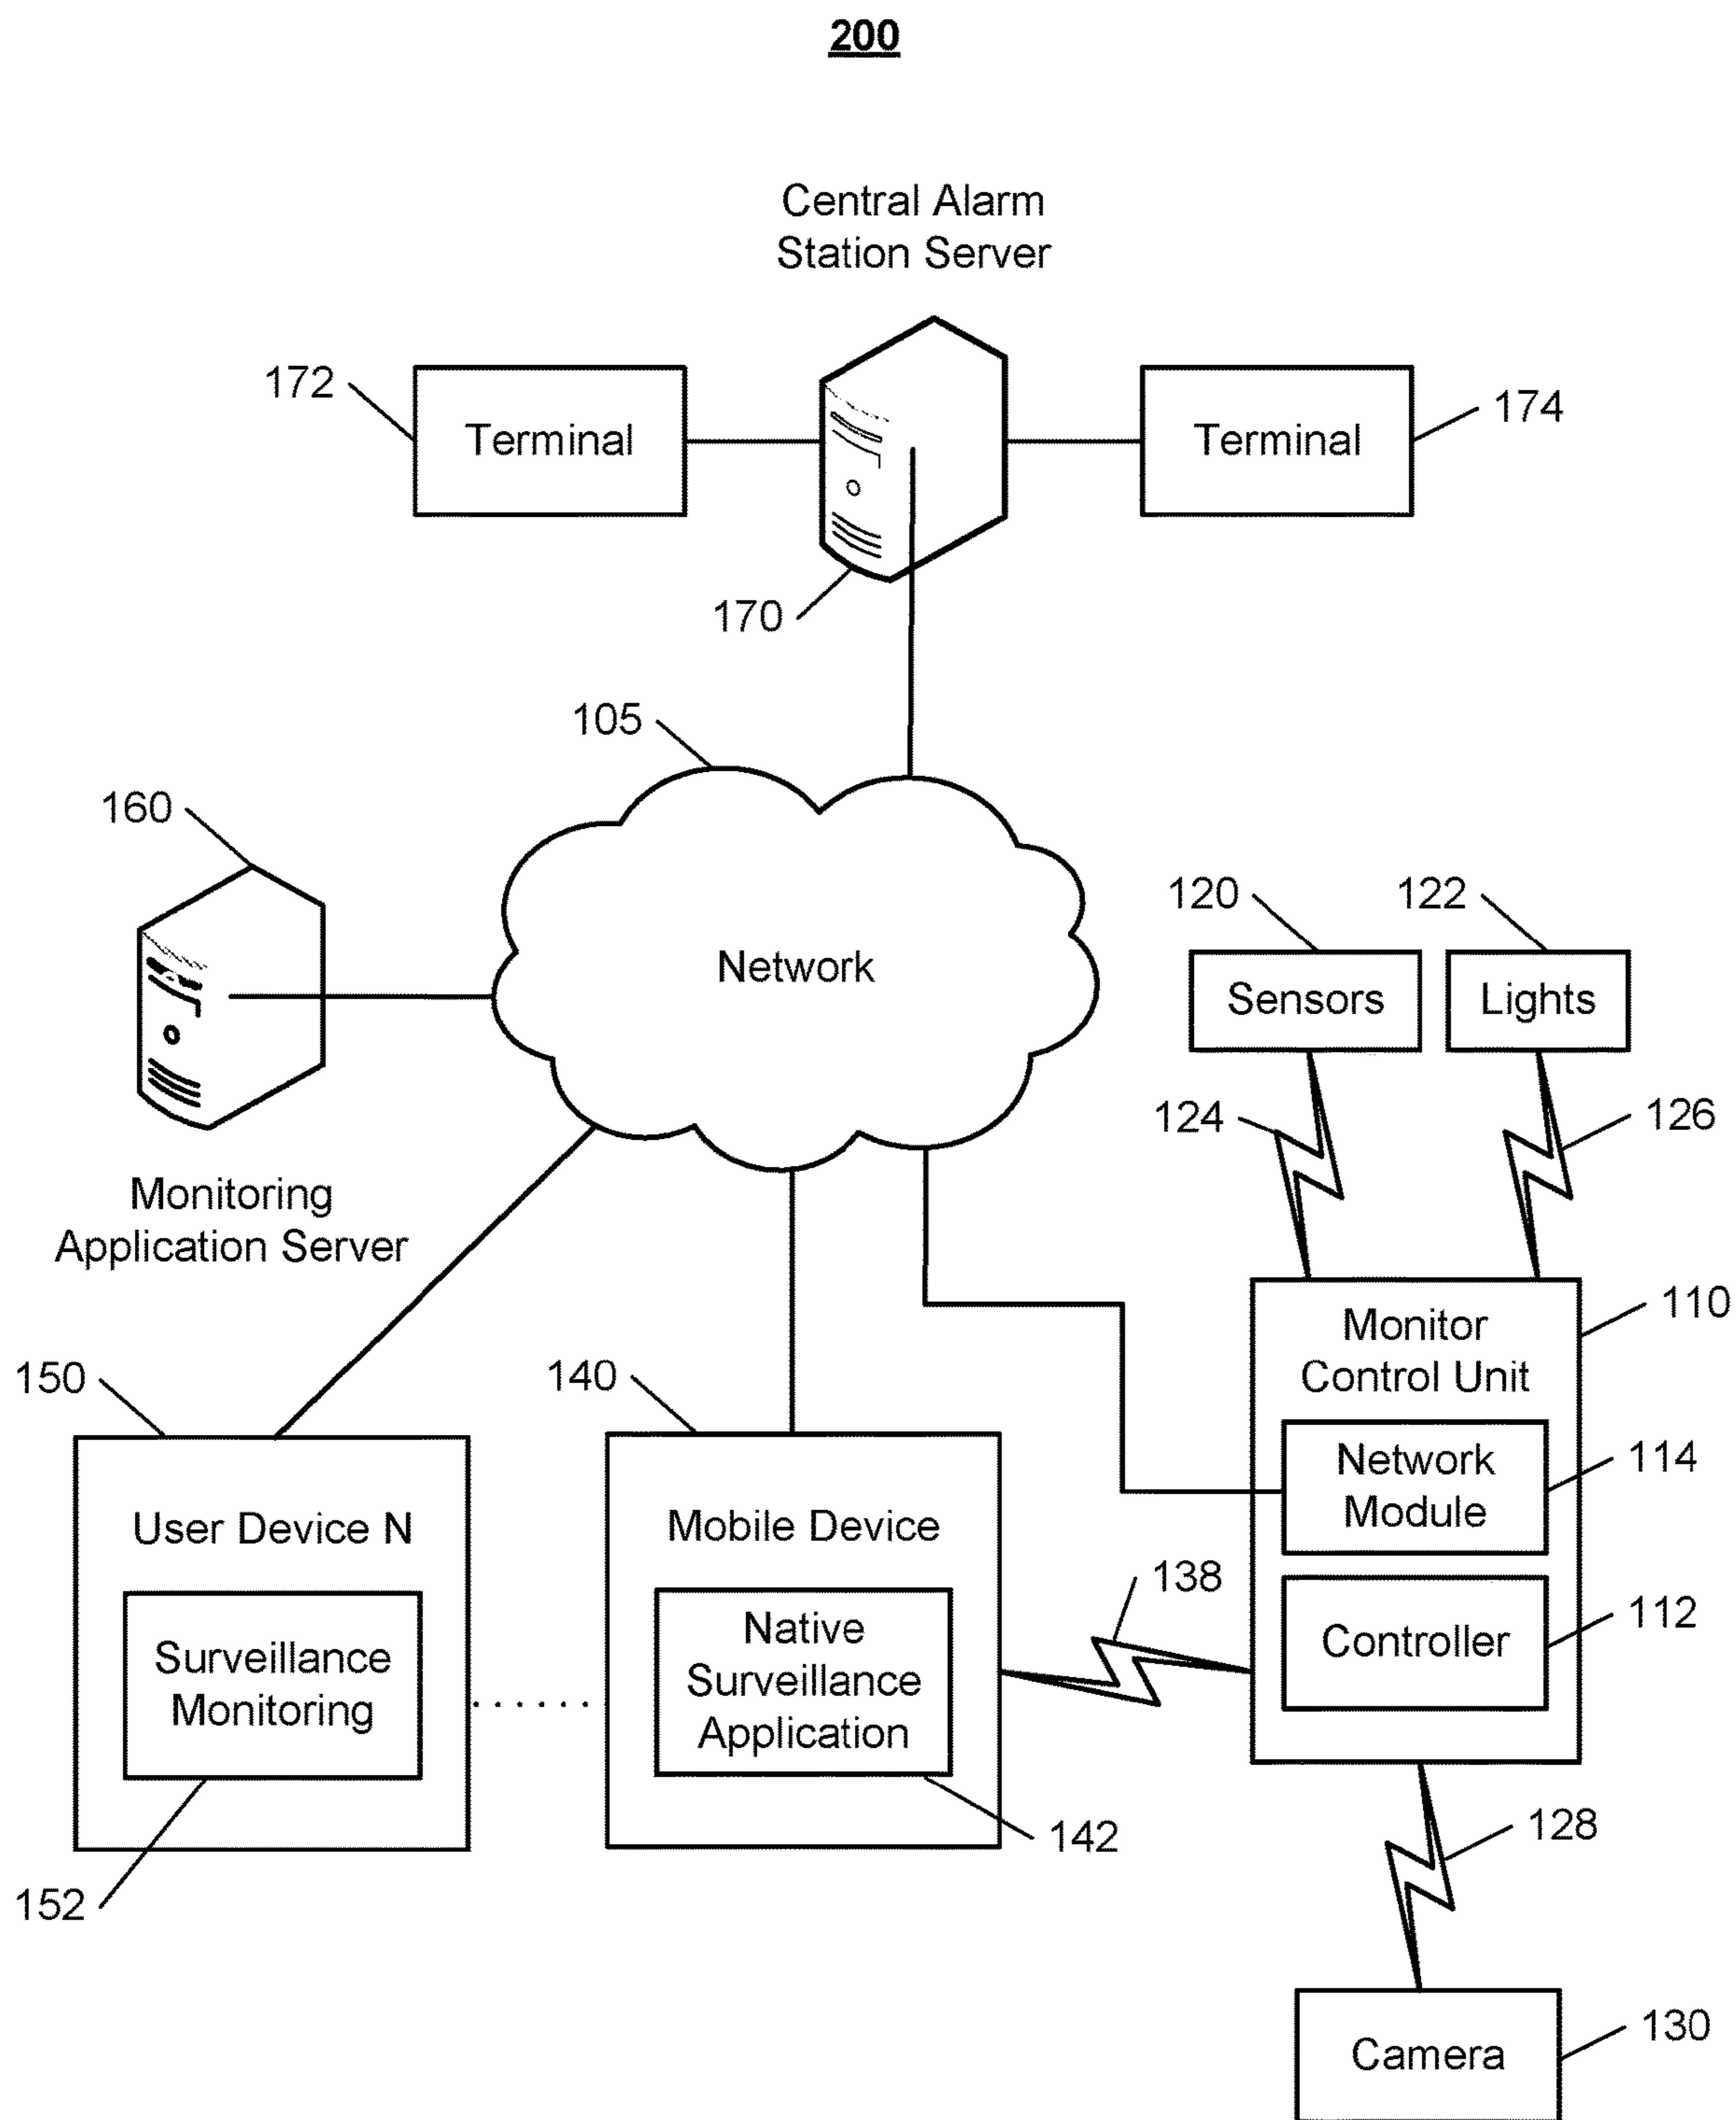 200
Central Alarm
Station Server
172
Terminal
Terminal
174
170
105
160
Network
120
122
Sensors
Lights
124
126
Monitoring
Application Server
110
Monitor
Control Unit
150
140
Network
Module
114
User Device N
Mobile Device
138
112
Controller
Surveillance
Monitoring
Native
Surveillance
Application
142
128
152
Camera
130